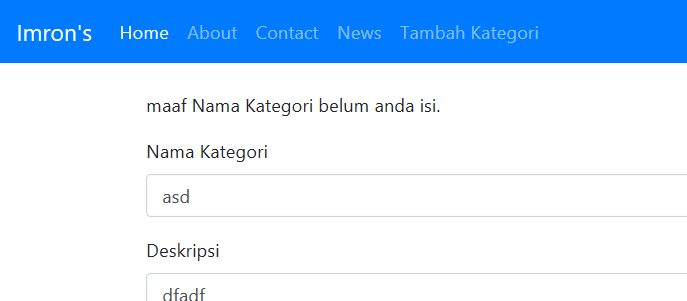 Imron's Home About Contact News Tambah Kategori
maaf Nama Kategori belum anda isi.
Nama Kategori
asd
Deskripsi
dfadf